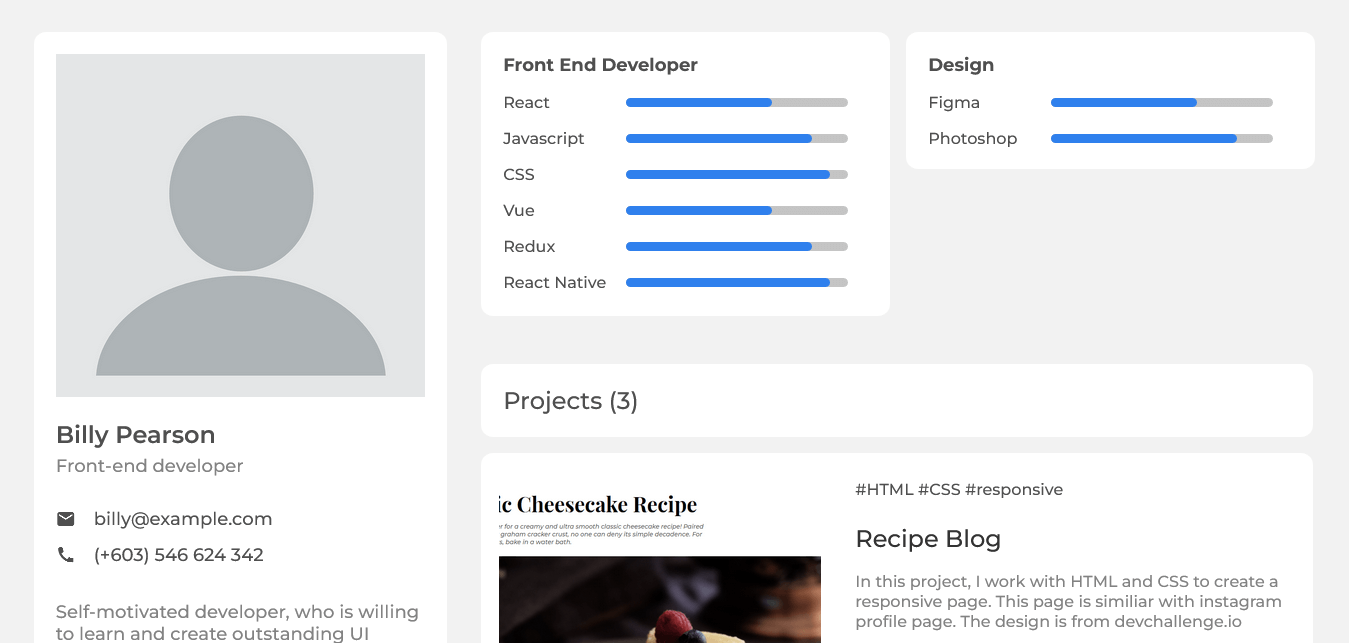 Billy Pearson
Front-end developer
billy@example.com
(+603) 546 624 342
Self-motivated developer, who is willing
to learn and create outstanding UI
Front End Developer
React
Javascript
CSS
Vue
Redux
React Native
Design
Figma
Photoshop
Projects (3)
ic Cheesecake Recipe
r for a creamy and ultra smooth classic cheesecake recipe! Paired
graham cracker crust, no one can deny its simple decadence. For
s, bake in a water bath.
#HTML #CSS #responsive
Recipe Blog
In this project, I work with HTML and CSS to create a
responsive page. This page is similiar with instagram
profile page. The design is from devchallenge.io